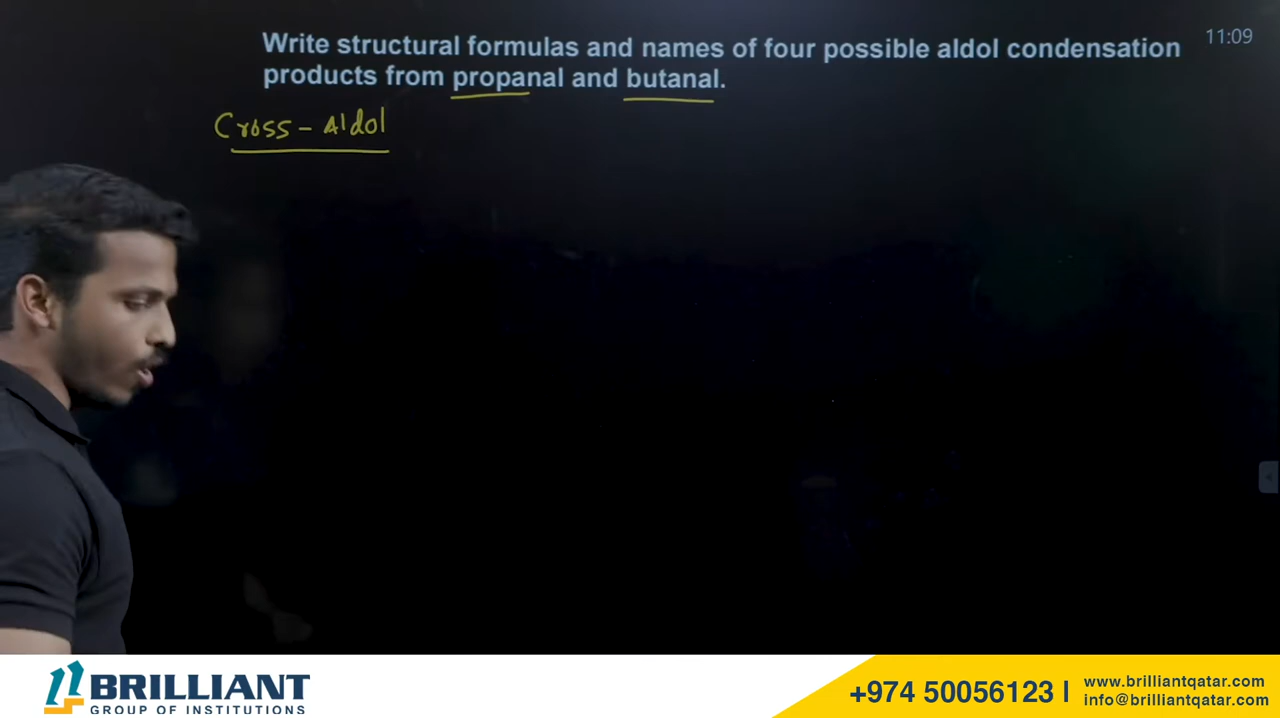 11:09
Write structural formulas and names of four possible aldol condensation
products from propanal and butanal.
Cross - Aldol
BRILLIANT
GROUP OF INSTITUTIONS
+974 50056123 |
www.brilliantqatar.com
info@brilliantqatar.com